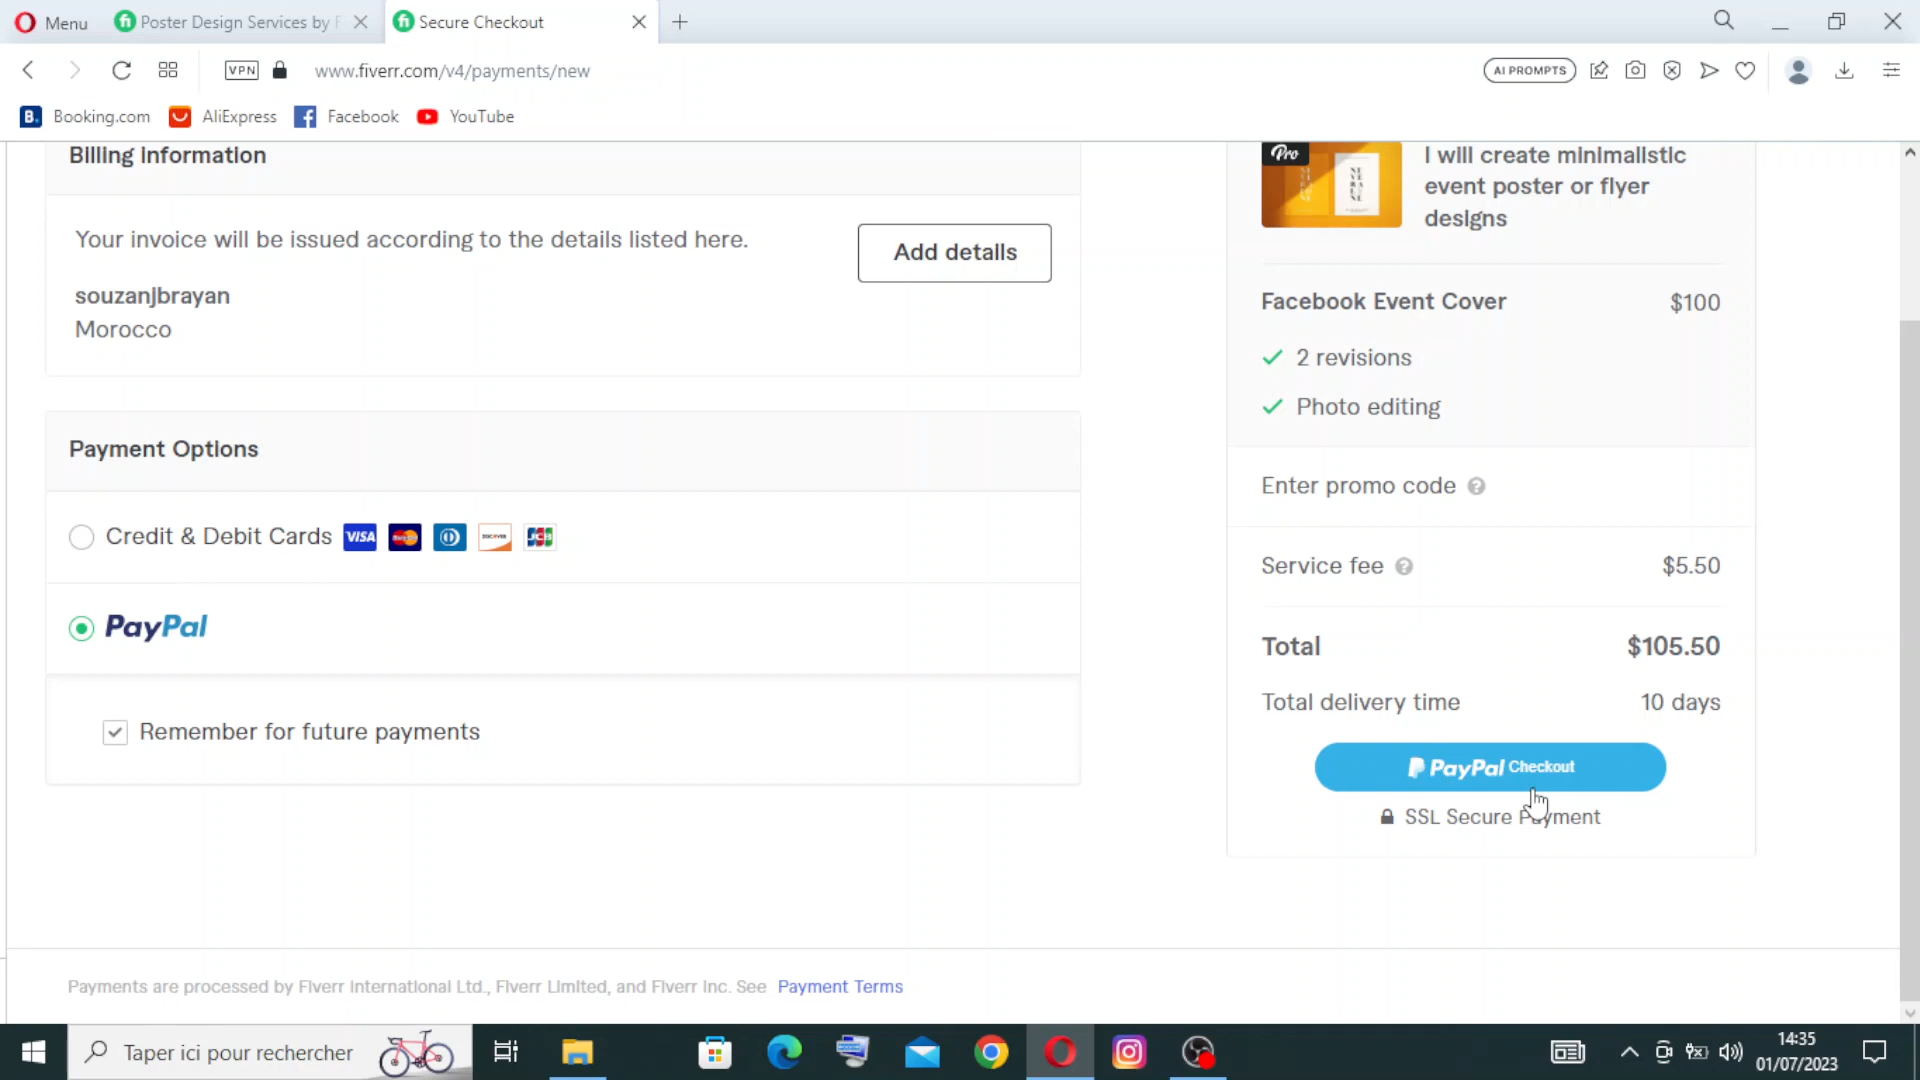 Menu
Poster Design Services by F
Secure Checkout
VPN
www.fiverr.com/v4/payments/new
AI PROMPTS
B. Booking.com
AliExpress
Facebook
YouTube
Billing Information
Your invoice will be issued according to the details listed here.
Add details
souzanjbrayan
Morocco
Payment Options
Credit & Debit Cards VISA
PayPal
Remember for future payments
Pro
I will create minimalistic
event poster or flyer
designs
Facebook Event Cover $100
2 revisions
Photo editing
Enter promo code ?
Service fee ? $5.50
Total $105.50
Total delivery time 10 days
PayPal Checkout
SSL Secure Payment
Payments are processed by Fiverr International Ltd., Fiverr Limited, and Fiverr Inc. See Payment Terms
Taper ici pour rechercher
14:35
01/07/2023